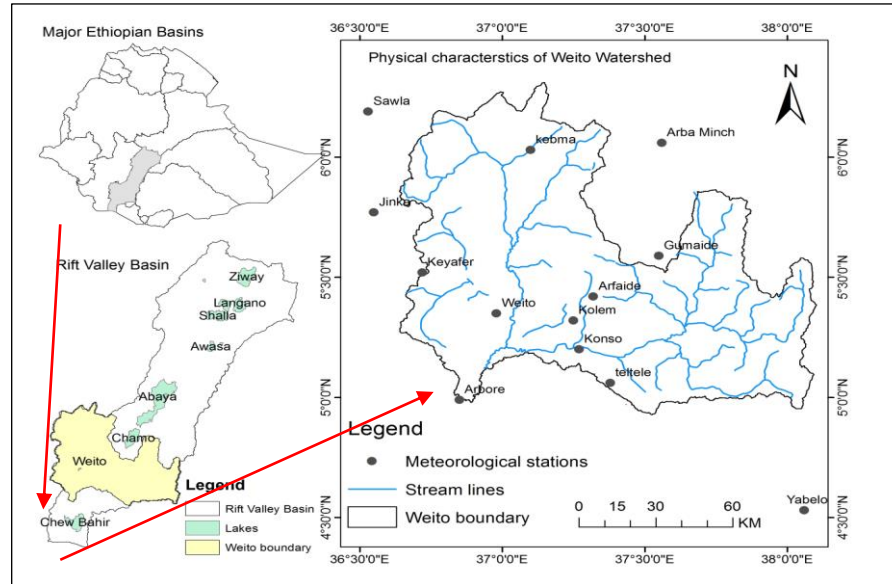 Major Ethiopian Basins
Rift Valley Basin
Ziway
Langano
Shalla
Awasa
Abaya
Chamo
Weito
Chew Bahir
Legend
Rift Valley Basin
Lakes
Weito boundary
36°30'0"E 37°0'0"E 37°30'0"E 38°0'0"E
Physical characterstics of Weito Watershed
N
Sawla
kebma
Arba Minch
6°0'0"N
6°0'0"N
Jinka
Gumaide
Keyafer
5°30'0"N
5°30'0"N
Arfaide
Weito
Kolem
Konso
teltele
Arbore
5°0'0"N
5°0'0"N
Legend
Meteorological stations
Stream lines
Weito boundary
0 15 30 60
KM
Yabelo
4°30'0"N
4°30'0"N
36°30'0"E 37°0'0"E 37°30'0"E 38°0'0"E